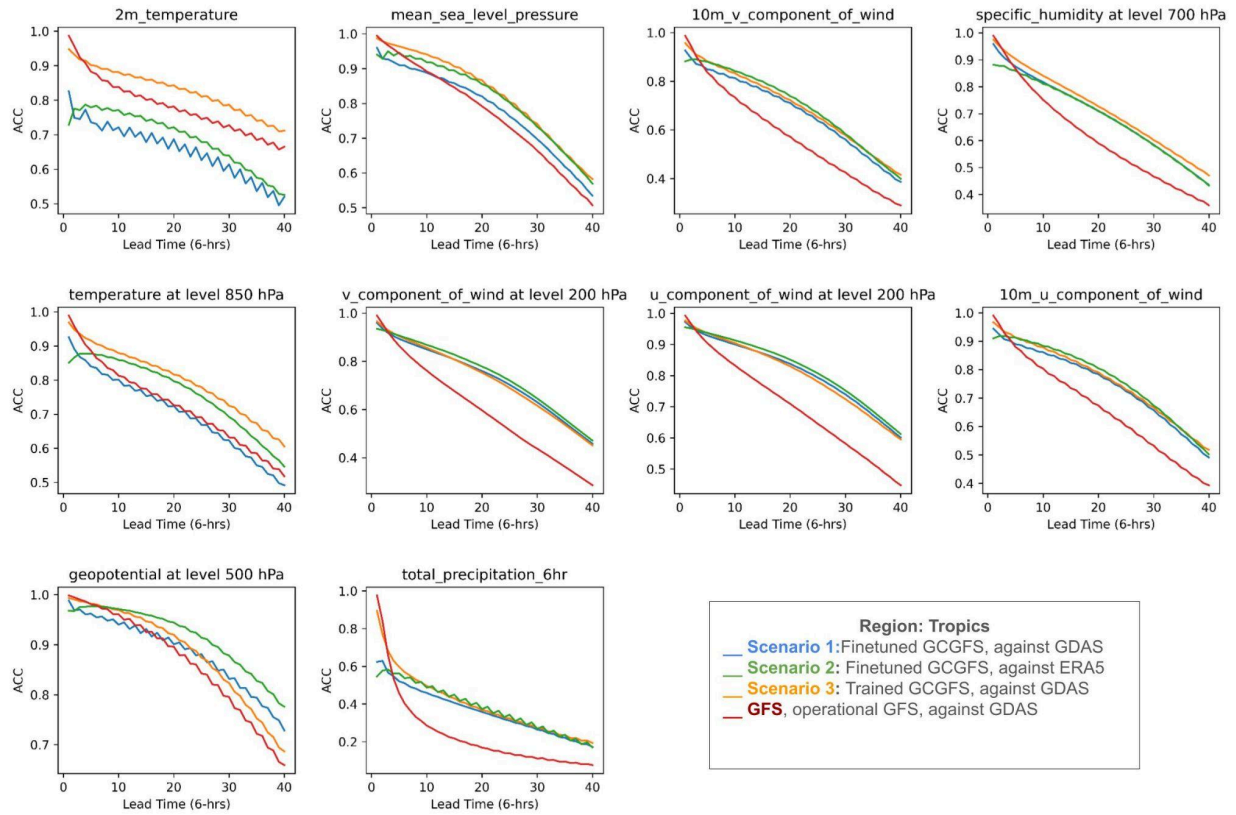 2m_temperature
mean_sea_level_pressure
10m_v_component_of_wind
specific_humidity at level 700 hPa
ACC
1.0
0.9
0.8
0.7
0.6
0.5
0 10 20 30 40
Lead Time (6-hrs)
ACC
1.0
0.9
0.8
0.7
0.6
0.5
0 10 20 30 40
Lead Time (6-hrs)
ACC
1.0
0.8
0.6
0.4
0 10 20 30 40
Lead Time (6-hrs)
ACC
1.0
0.9
0.8
0.7
0.6
0.5
0.4
0 10 20 30 40
Lead Time (6-hrs)
temperature at level 850 hPa
v_component_of_wind at level 200 hPa
u_component_of_wind at level 200 hPa
10m_u_component_of_wind
ACC
1.0
0.9
0.8
0.7
0.6
0.5
0 10 20 30 40
Lead Time (6-hrs)
ACC
1.0
0.8
0.6
0.4
0 10 20 30 40
Lead Time (6-hrs)
ACC
1.0
0.9
0.8
0.7
0.6
0.5
0 10 20 30 40
Lead Time (6-hrs)
ACC
1.0
0.9
0.8
0.7
0.6
0.5
0.4
0 10 20 30 40
Lead Time (6-hrs)
geopotential at level 500 hPa
total_precipitation_6hr
ACC
1.0
0.9
0.8
0.7
0 10 20 30 40
Lead Time (6-hrs)
ACC
1.0
0.8
0.6
0.4
0.2
0 10 20 30 40
Lead Time (6-hrs)
Region: Tropics
Scenario 1:Finetuned GCGFS, against GDAS
Scenario 2: Finetuned GCGFS, against ERA5
Scenario 3: Trained GCGFS, against GDAS
GFS, operational GFS, against GDAS